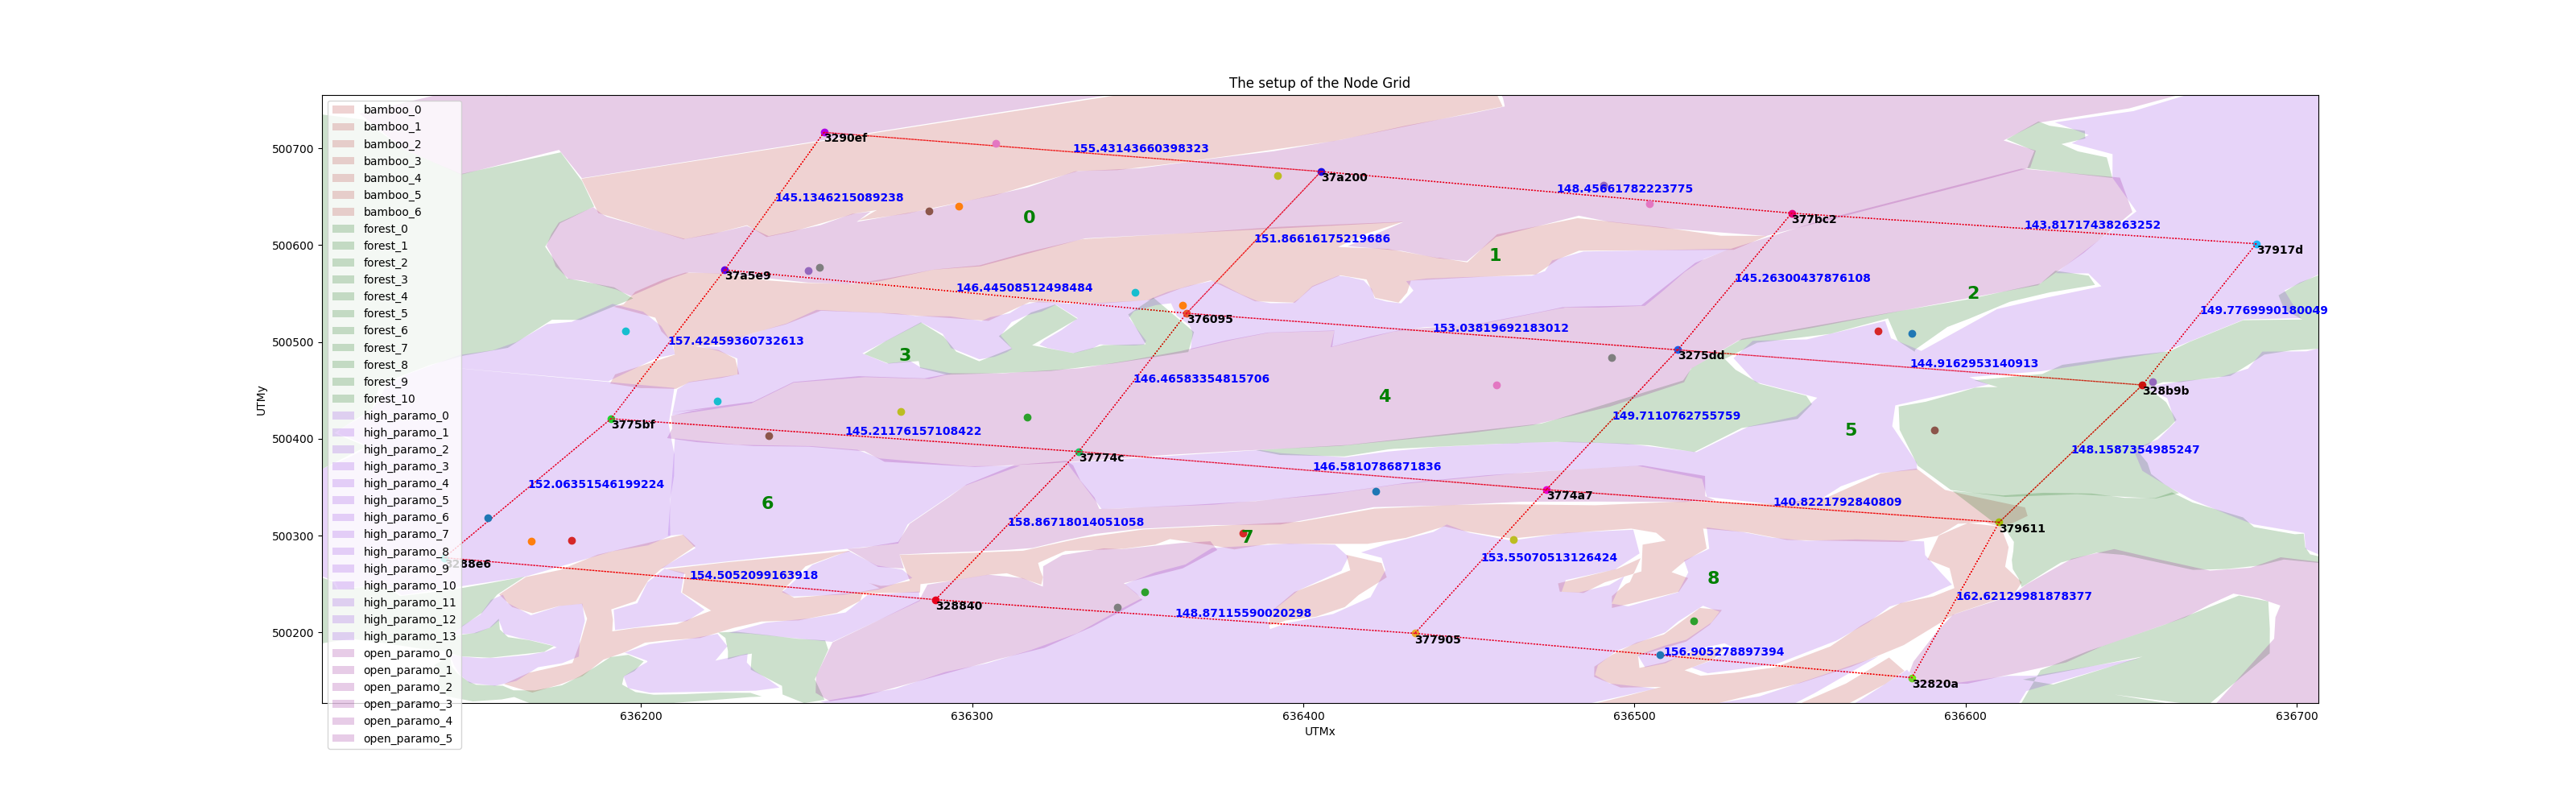 The setup of the Node Grid
bamboo_0
bamboo_1
bamboo_2
bamboo_3
bamboo_4
bamboo_5
bamboo_6
forest_0
forest_1
forest_2
forest_3
forest_4
forest_5
forest_6
forest_7
forest_8
forest_9
forest_10
high_paramo_0
high_paramo_1
high_paramo_2
high_paramo_3
high_paramo_4
high_paramo_5
high_paramo_6
high_paramo_7
high_paramo_8
high_paramo_9
high_paramo_10
high_paramo_11
high_paramo_12
high_paramo_13
open_paramo_0
open_paramo_1
open_paramo_2
open_paramo_3
open_paramo_4
open_paramo_5
UTMy
500700
500600
500500
500400
500300
500200
3290ef
155.43143660398323
37a200
148.45661782223775
377bc2
143.81717438263252
37917d
145.1346215089238
0
151.86616175219686
1
145.26300437876108
2
149.7769990180049
37a5e9
146.44508512498484
376095
153.03819692183012
3275dd
144.9162953140913
328b9b
157.42459360732613
3
146.46583354815706
4
149.7110762755759
5
148.1587354985247
3775bf
145.21176157108422
37774c
146.5810786871836
3774a7
140.8221792840809
379611
152.06351546199224
6
158.86718014051058
7
153.55070513126424
8
162.62129981878377
154.5052099163918
328840
148.87115590020298
377905
156.905278897394
32820a
636200
636300
636400
636500
636600
636700
UTMx